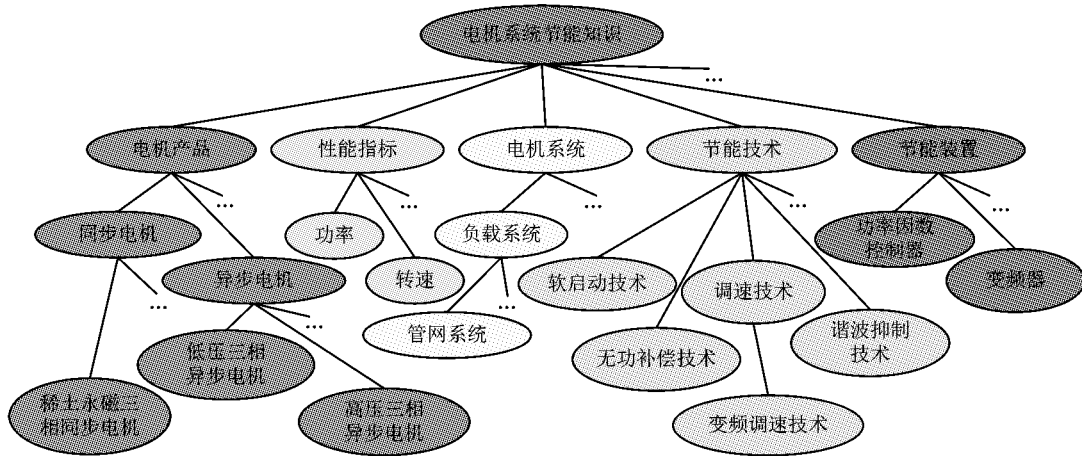 电机系统节能知识
...
电机产品
性能指标
电机系统
节能技术
节能装置
...
...
...
...
...
同步电机
功率
负载系统
功率因数
控制器
异步电机
转速
软启动技术
调速技术
变频器
...
...
...
管网系统
谐波抑制
技术
低压三相
异步电机
无功补偿技术
稀土永磁三
相同步电机
高压三相
异步电机
变频调速技术